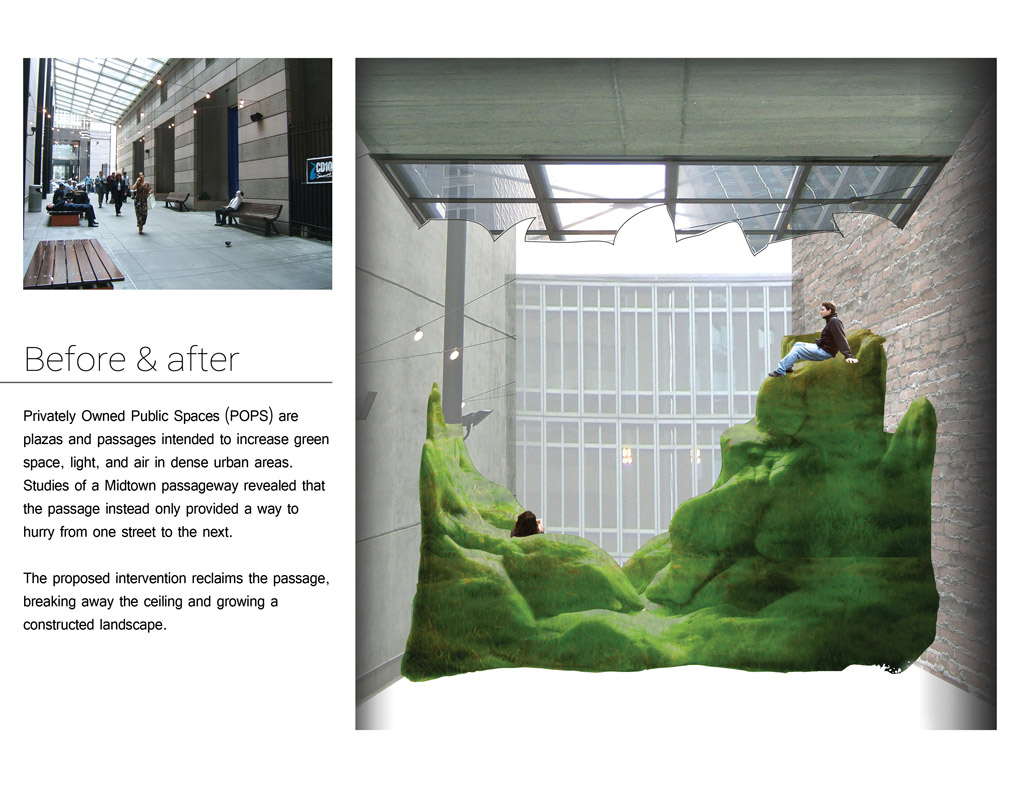 CD10
Before & after
Privately Owned Public Spaces (POPS) are
plazas and passages intended to increase green
space, light, and air in dense urban areas.
Studies of a Midtown passageway revealed that
the passage instead only provided a way to
hurry from one street to the next.
The proposed intervention reclaims the passage,
breaking away the ceiling and growing a
constructed landscape.